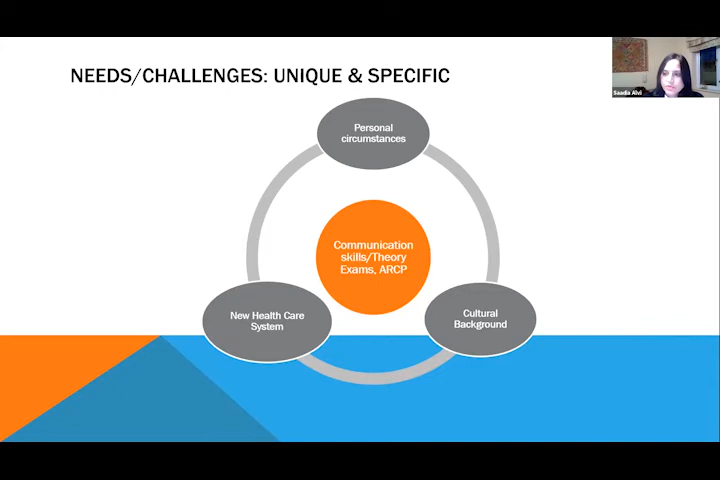 NEEDS/CHALLENGES: UNIQUE & SPECIFIC
Saadia Alvi
Personal
circumstances
Communication
skills/Theory
Exams, ARCP
New Health Care
System
Cultural
Background